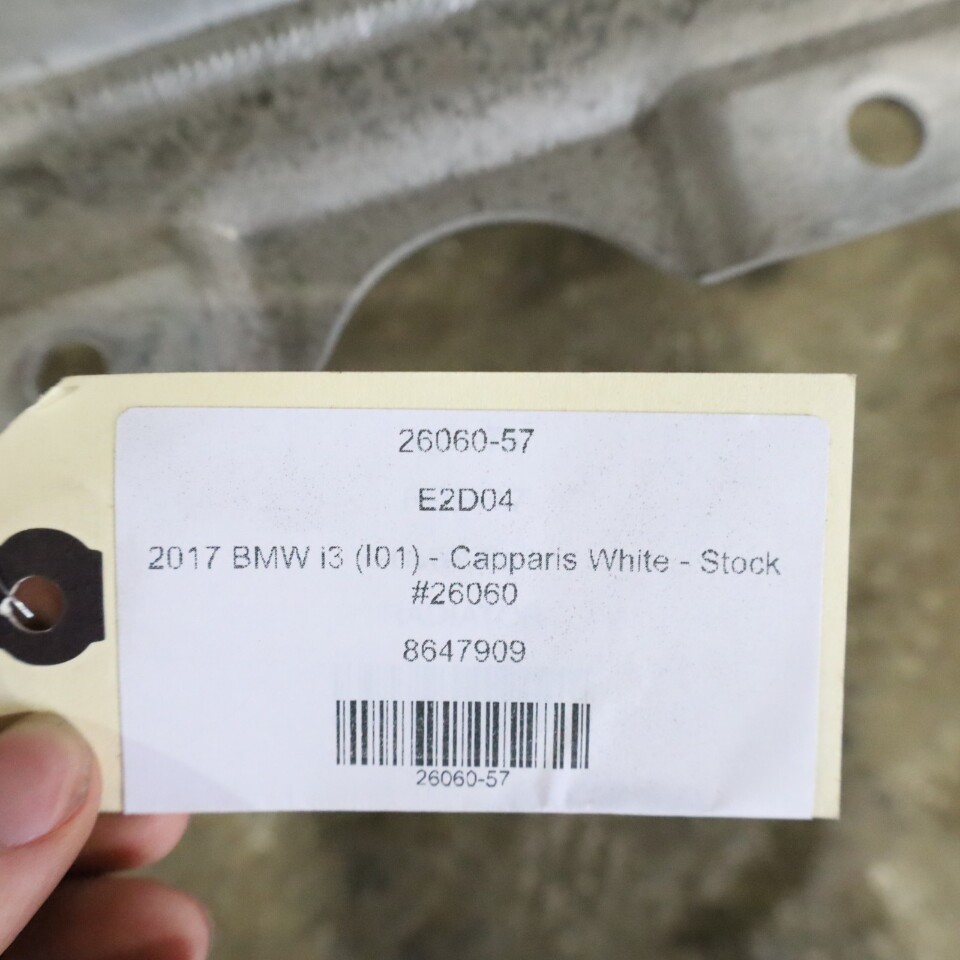 26060-57
E2D04
2017 BMW i3 (I01) - Capparis White - Stock
#26060
8647909
26060-57